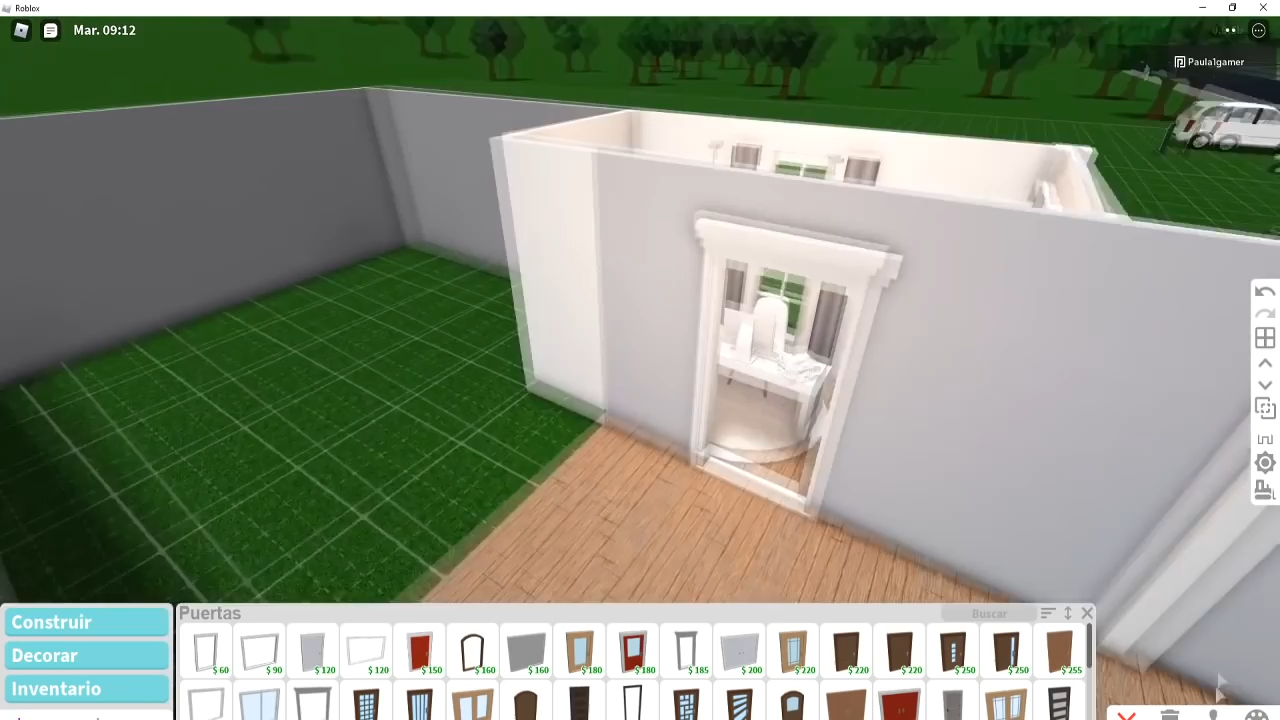 Roblox
Mar. 09:12
Paula1gamer
Construir
Decorar
Inventario
Puertas
Buscar
$60 $90 $120 $120 $150 $160 $160 $180 $180 $185 $200 $220 $220 $220 $250 $250 $255